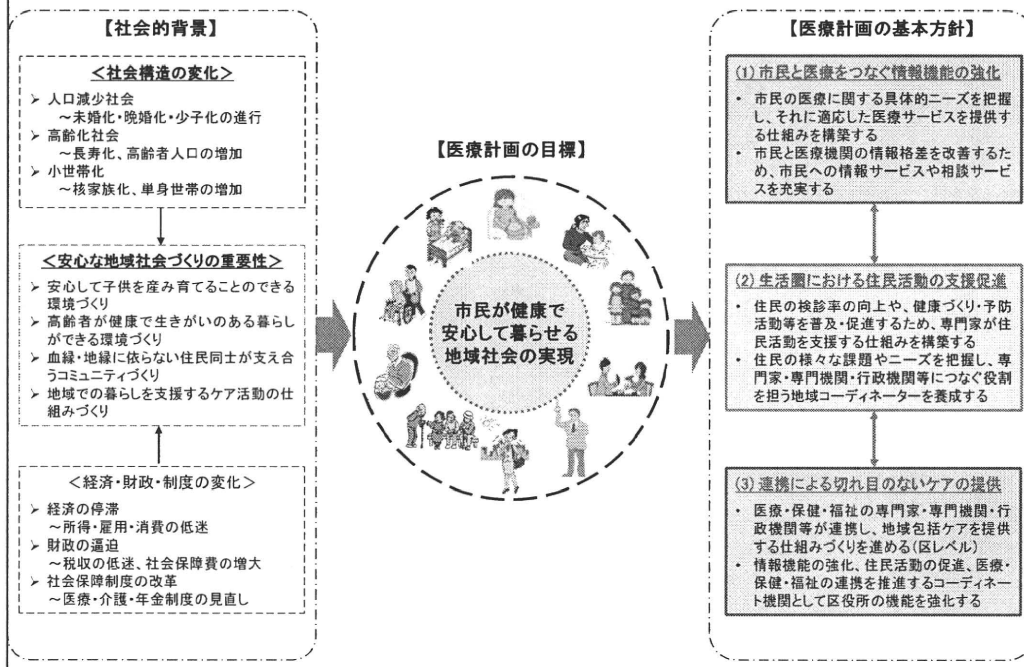 【社会的背景】
＜社会構造の変化＞
➢ 人口減少社会
～未婚化・晩婚化・少子化の進行
➢ 高齢化社会
～長寿化、高齢者人口の増加
➢ 小世帯化
～核家族化、単身世帯の増加
＜安心な地域社会づくりの重要性＞
➢ 安心して子供を産み育てることのできる
環境づくり
➢ 高齢者が健康で生きがいのある暮らし
ができる環境づくり
➢ 血縁・地縁に依らない住民同士が支え合
うコミュニティづくり
➢ 地域での暮らしを支援するケア活動の仕
組みづくり
＜経済・財政・制度の変化＞
➢ 経済の停滞
～所得・雇用・消費の低迷
➢ 財政の逼迫
～税収の低迷、社会保障費の増大
➢ 社会保障制度の改革
～医療・介護・年金制度の見直し
【医療計画の目標】
市民が健康で
安心して暮らせる
地域社会の実現
【医療計画の基本方針】
(1) 市民と医療をつなぐ情報機能の強化
• 市民の医療に関する具体的ニーズを把握
し、それに適応した医療サービスを提供す
る仕組みを構築する
• 市民と医療機関の情報格差を改善するた
め、市民への情報サービスや相談サービ
スを充実する
(2) 生活圏における住民活動の支援促進
• 住民の検診率の向上や、健康づくり・予防
活動等を普及・促進するため、専門家が住
民活動を支援する仕組みを構築する
• 住民の様々な課題やニーズを把握し、専
門家・専門機関・行政機関等につなぐ役割
を担う地域コーディネーターを養成する
(3) 連携による切れ目のないケアの提供
• 医療・保健・福祉の専門家・専門機関・行
政機関等が連携し、地域包括ケアを提供
する仕組みづくりを進める(区レベル)
• 情報機能の強化、住民活動の促進、医療・
保健・福祉の連携を推進するコーディネー
ト機関として区役所の機能を強化する